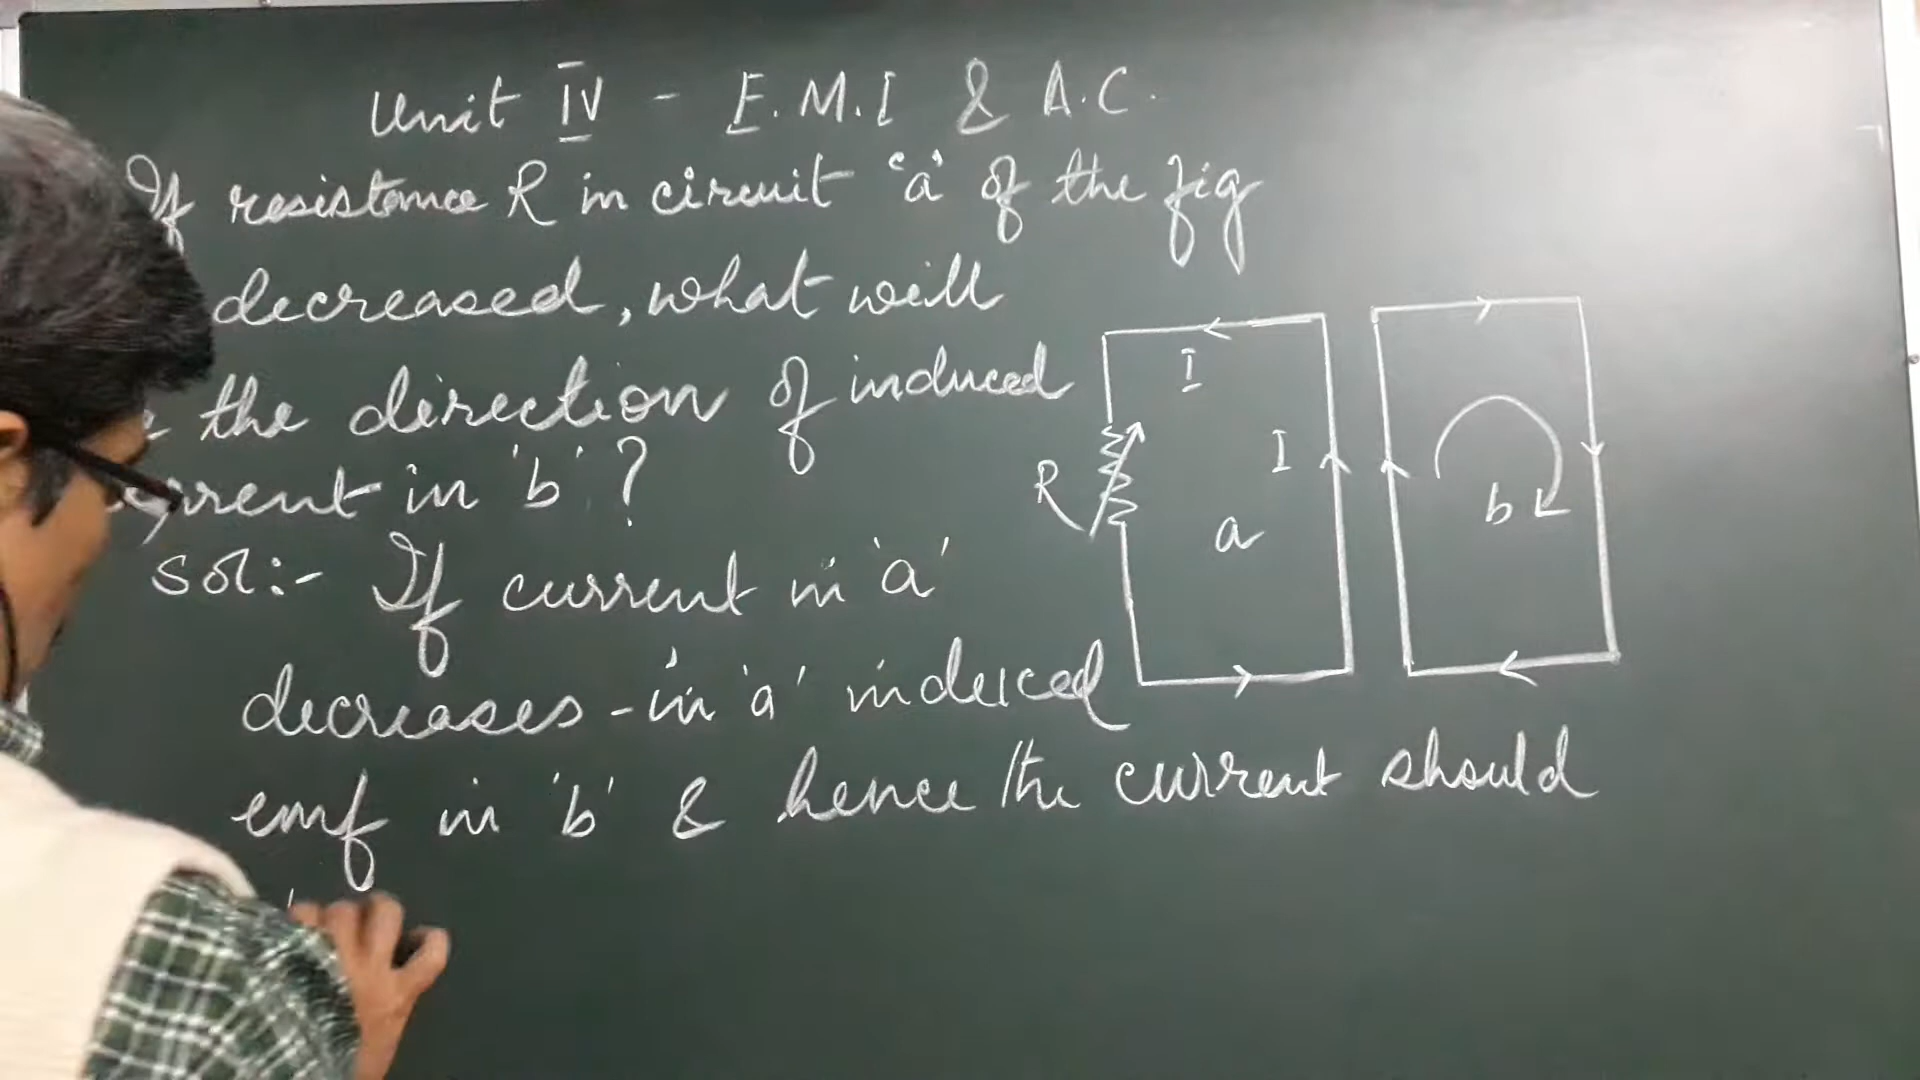 Unit IV - E.M.I & A.C.
If resistance R in circuit 'a' of the fig
decreased, what will
the direction of induced
current in 'b' ?
Sol:- If current in 'a'
decreases - in 'a' induced
emf in 'b' & hence the current should
I
R
I
a
b